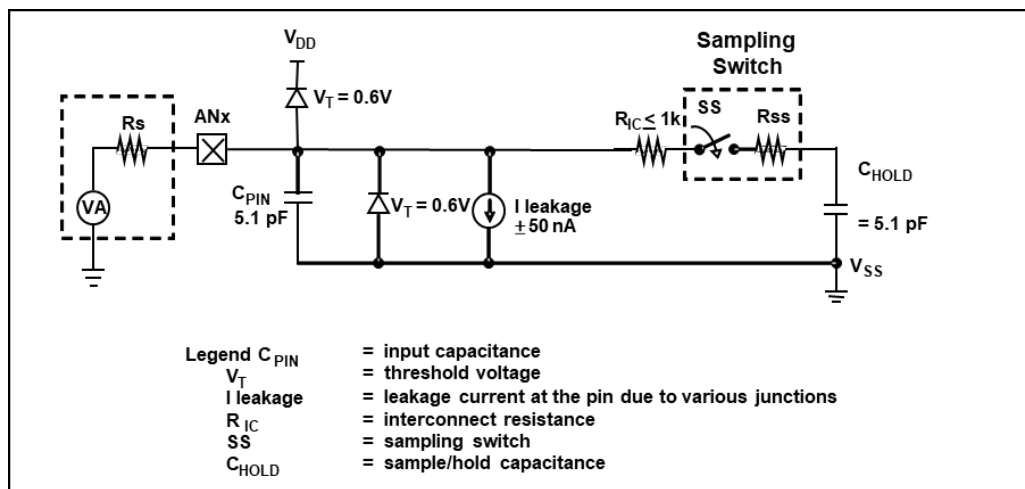 Sampling
Switch
VDD
VT = 0.6V
Rs
ANx
RIC ≤ 1k
SS
Rss
VA
CPIN
5.1 pF
VT = 0.6V
I leakage
± 50 nA
CHOLD
= 5.1 pF
VSS
Legend CPIN = input capacitance
VT = threshold voltage
I leakage = leakage current at the pin due to various junctions
R IC = interconnect resistance
SS = sampling switch
CHOLD = sample/hold capacitance